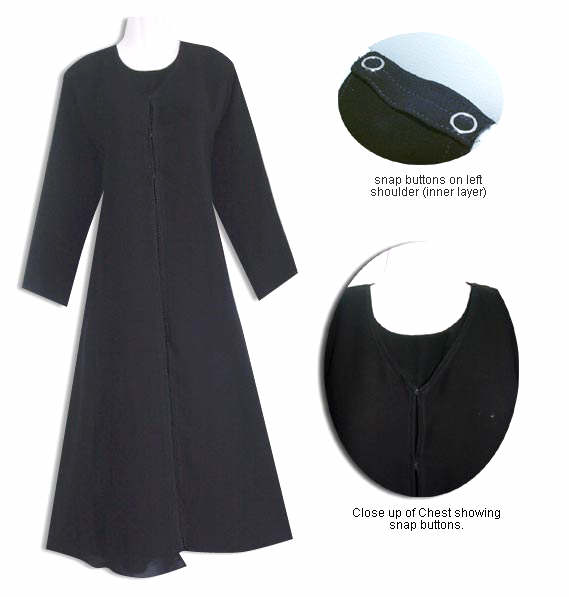 snap buttons on left
shoulder (inner layer)
Close up of Chest showing
snap buttons.